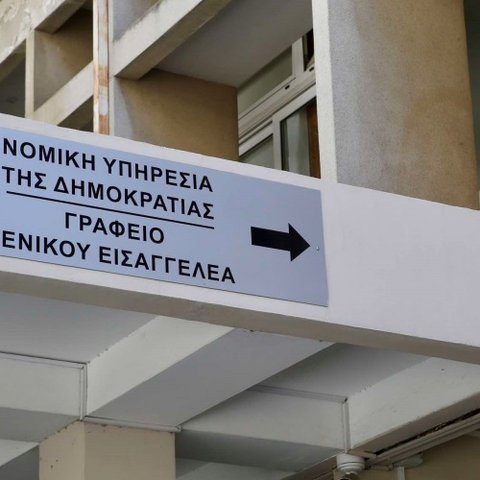 ΝΟΜΙΚΗ ΥΠΗΡΕΣΙΑ
ΤΗΣ ΔΗΜΟΚΡΑΤΙΑΣ
ΓΡΑΦΕΙΟ
ΕΝΙΚΟΥ ΕΙΣΑΓΓΕΛΕΑ